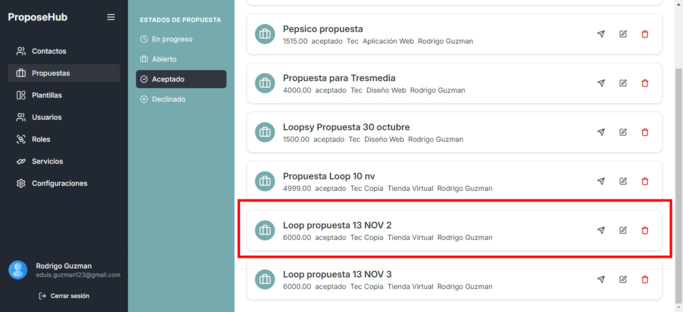 ProposeHub
Contactos
Propuestas
Plantillas
Usuarios
Roles
Servicios
Configuraciones
Rodrigo Guzman
eduis.guzman123@gmail.com
Cerrar sesión
ESTADOS DE PROPUESTA
En progreso
Abierto
Aceptado
Declinado
Pepsico propuesta
1515.00 aceptado Tec Aplicación Web Rodrigo Guzman
Propuesta para Tresmedia
4000.00 aceptado Tec Diseño Web Rodrigo Guzman
Loopsy Propuesta 30 octubre
1500.00 aceptado Tec Diseño Web Rodrigo Guzman
Propuesta Loop 10 nv
4999.00 aceptado Tec Copia Tienda Virtual Rodrigo Guzman
Loop propuesta 13 NOV 2
6000.00 aceptado Tec Copia Tienda Virtual Rodrigo Guzman
Loop propuesta 13 NOV 3
6000.00 aceptado Tec Copia Tienda Virtual Rodrigo Guzman